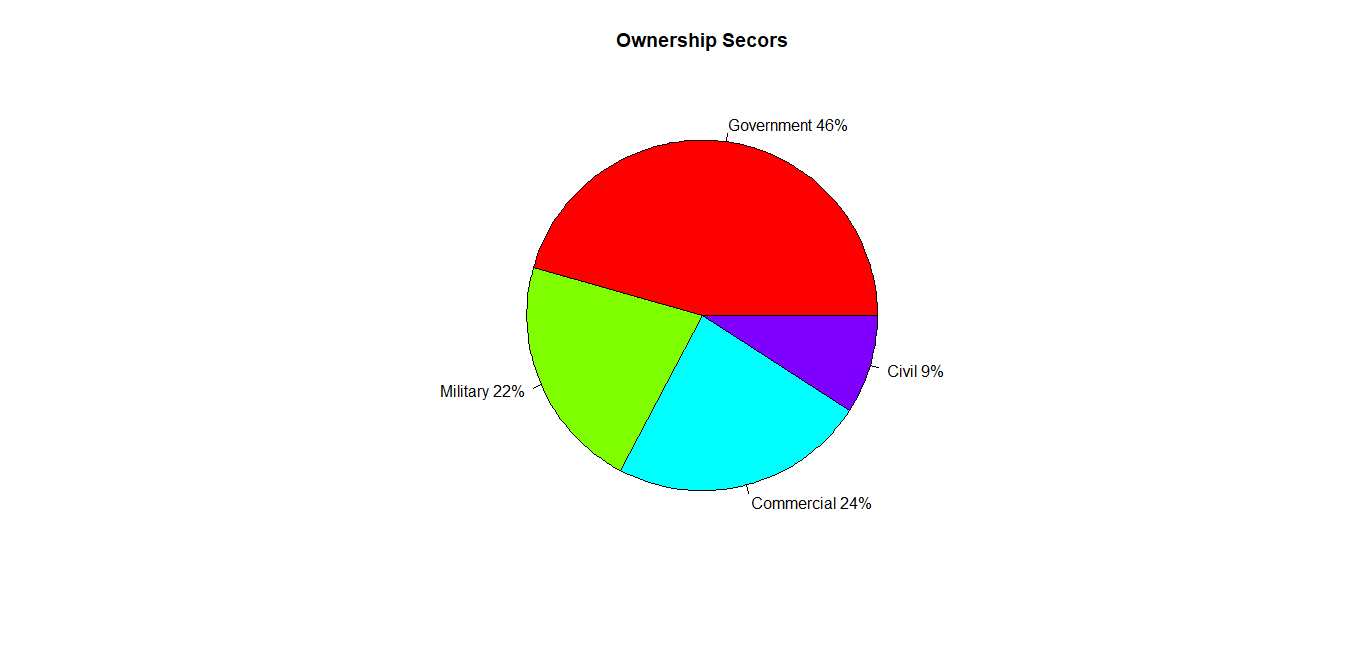 Ownership Secors
Government 46%
Civil 9%
Military 22%
Commercial 24%